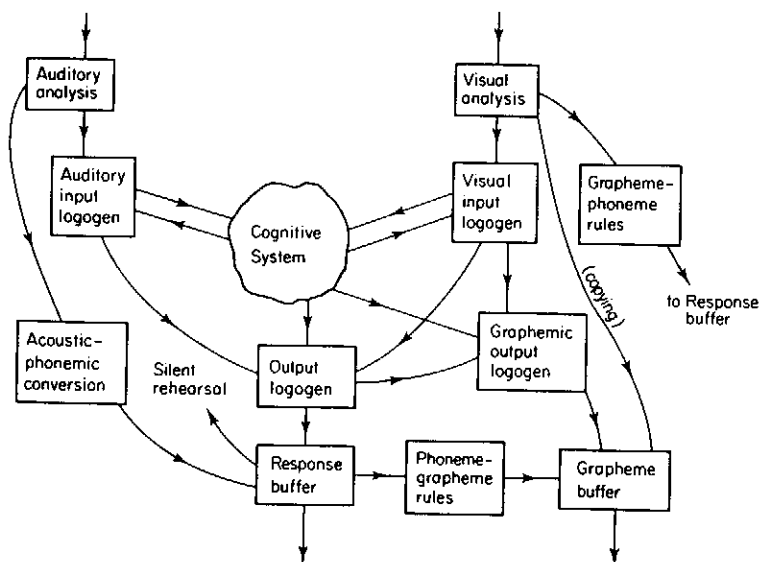 Auditory
analysis
Visual
analysis
Auditory
input
logogen
Cognitive
System
Visual
input
logogen
Grapheme-
phoneme
rules
(copying)
to Response
buffer
Acoustic-
phonemic
conversion
Silent
rehearsal
Output
logogen
Graphemic
output
logogen
Response
buffer
Phoneme-
grapheme
rules
Grapheme
buffer